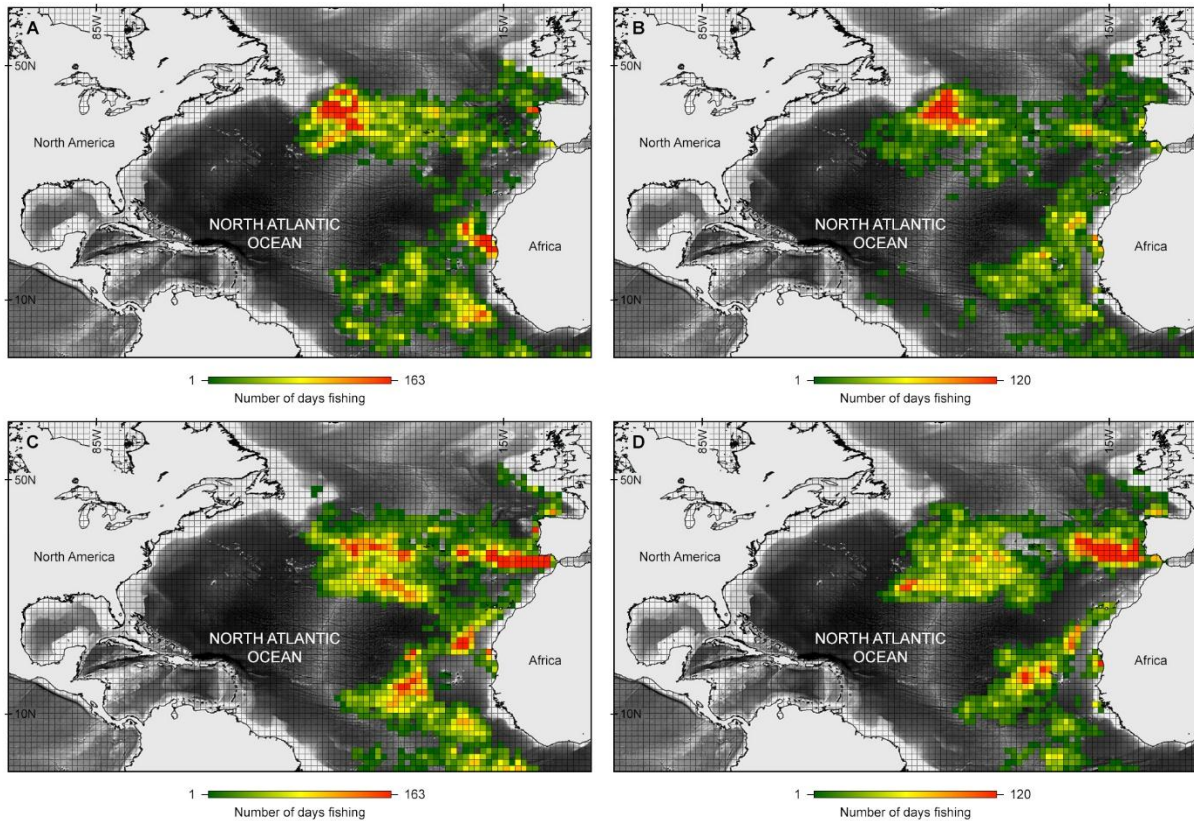 A
85W
15W
50N
North America
NORTH ATLANTIC
OCEAN
Africa
10N
1
163
Number of days fishing
B
85W
15W
50N
North America
NORTH ATLANTIC
OCEAN
Africa
10N
1
120
Number of days fishing
C
85W
15W
50N
North America
NORTH ATLANTIC
OCEAN
Africa
10N
1
163
Number of days fishing
D
85W
15W
50N
North America
NORTH ATLANTIC
OCEAN
Africa
10N
1
120
Number of days fishing